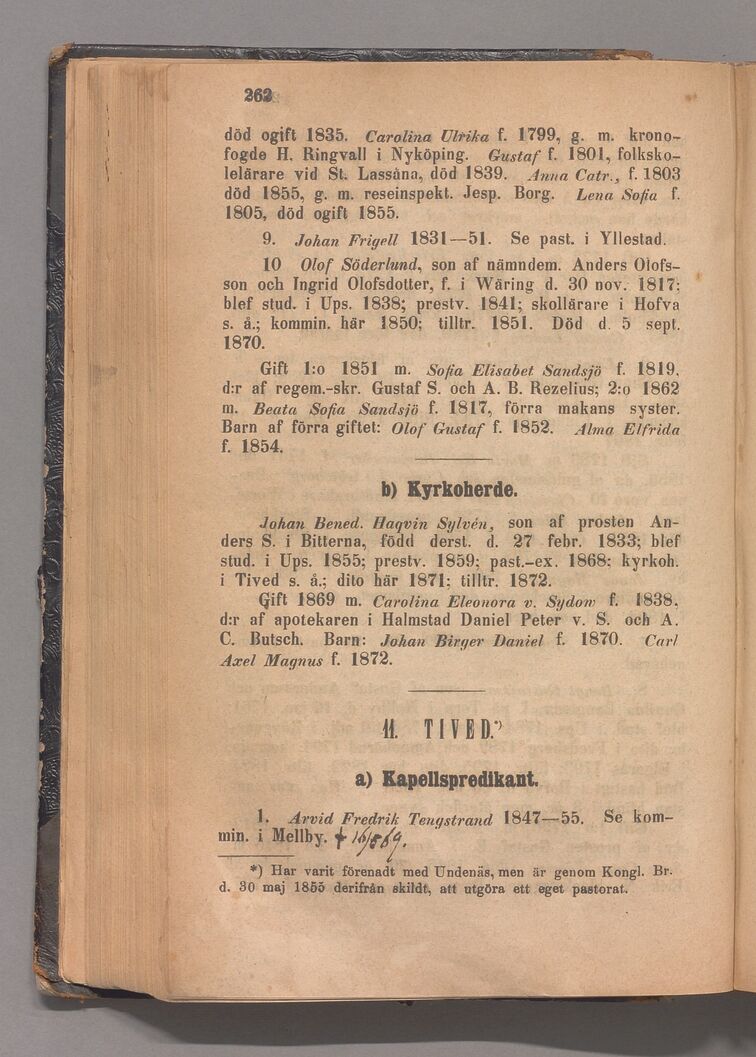 262
död ogift 1835. Carolina Ulrika f. 1799, g. m. krono-
fogde H. Ringvall i Nyköping. Gustaf f. 1801, folksko-
lelärare vid St. Lassåna, död 1839. Anna Catr., f. 1803
död 1855, g. m. reseinspekt. Jesp. Borg. Lena Sofia f.
1805, död ogift 1855.
9. Johan Frigell 1831—51. Se past. i Yllestad.
10 Olof Söderlund, son af nämndem. Anders Olofs-
son och Ingrid Olofsdotter, f. i Wäring d. 30 nov. 1817;
blef stud. i Ups. 1838; prestv. 1841; skollärare i Hofva
s. å.; kommin. här 1850; tilltr. 1851. Död d. 5 sept.
1870.
Gift 1:o 1851 m. Sofia Elisabet Sandsjö f. 1819,
d:r af regem.-skr. Gustaf S. och A. B. Rezelius; 2:o 1862
m. Beata Sofia Sandsjö f. 1817, förra makans syster.
Barn af förra giftet: Olof Gustaf f. 1852. Alma Elfrida
f. 1854.
b) Kyrkoherde.
Johan Bened. Haqvin Sylvén, son af prosten An-
ders S. i Bitterna, född derst. d. 27 febr. 1833; blef
stud. i Ups. 1855; prestv. 1859; past.-ex. 1868; kyrkoh.
i Tived s. å.; dito här 1871; tilltr. 1872.
Gift 1869 m. Carolina Eleonora v. Sydow f. 1838,
d:r af apotekaren i Halmstad Daniel Peter v. S. och A.
C. Butsch. Barn: Johan Birger Daniel f. 1870. Carl
Axel Magnus f. 1872.
11. TIVED.*)
a) Kapellspredikant.
1. Arvid Fredrik Tengstrand 1847—55. Se kom-
min. i Mellby. † 16/5 69.
*) Har varit förenadt med Undenäs, men är genom Kongl. Br.
d. 30 maj 1855 derifrån skildt, att utgöra ett eget pastorat.